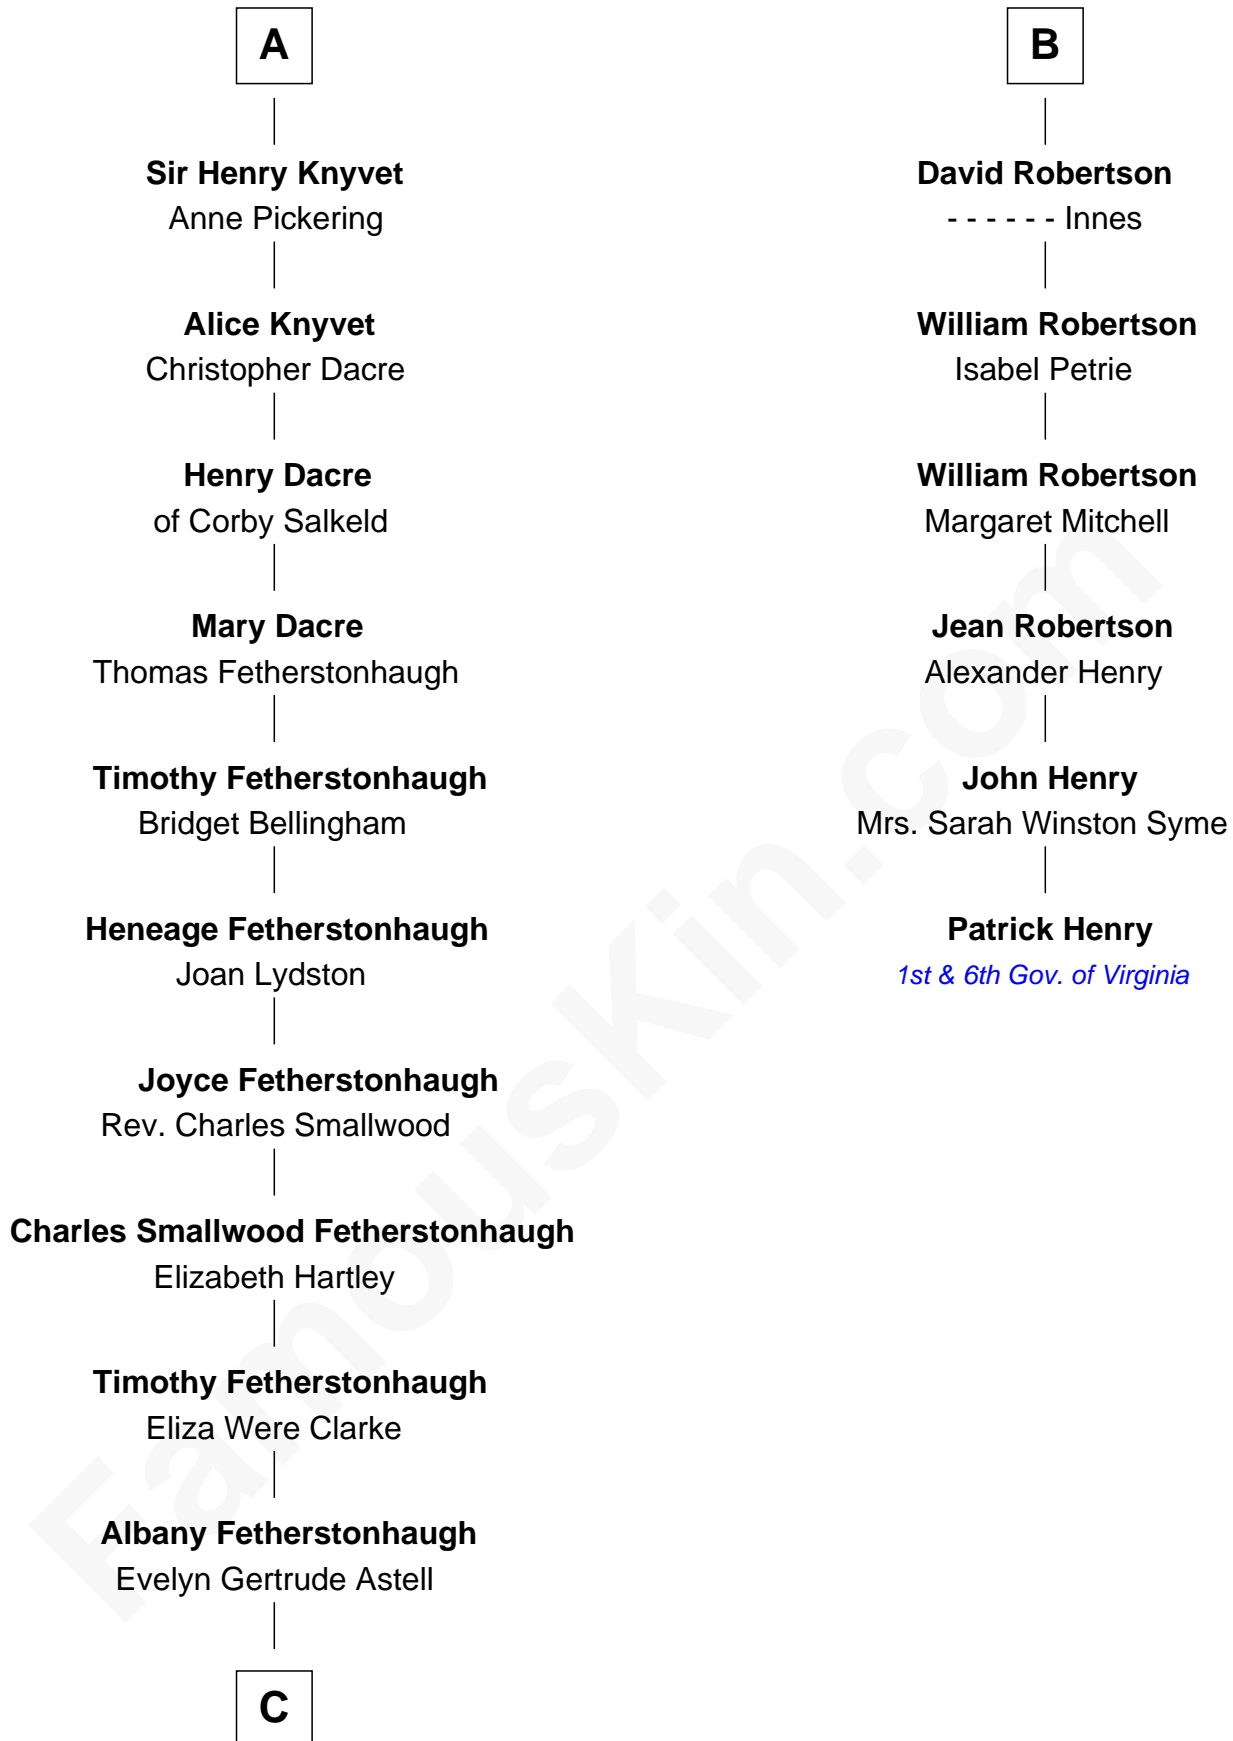 A
Sir Henry Knyvet
Anne Pickering
Alice Knyvet
Christopher Dacre
Henry Dacre
of Corby Salkeld
Mary Dacre
Thomas Fetherstonhaugh
Timothy Fetherstonhaugh
Bridget Bellingham
Heneage Fetherstonhaugh
Joan Lydston
Joyce Fetherstonhaugh
Rev. Charles Smallwood
Charles Smallwood Fetherstonhaugh
Elizabeth Hartley
Timothy Fetherstonhaugh
Eliza Were Clarke
Albany Fetherstonhaugh
Evelyn Gertrude Astell
C
B
David Robertson
- - - - - - Innes
William Robertson
Isabel Petrie
William Robertson
Margaret Mitchell
Jean Robertson
Alexander Henry
John Henry
Mrs. Sarah Winston Syme
Patrick Henry
1st & 6th Gov. of Virginia
FamousKin.com